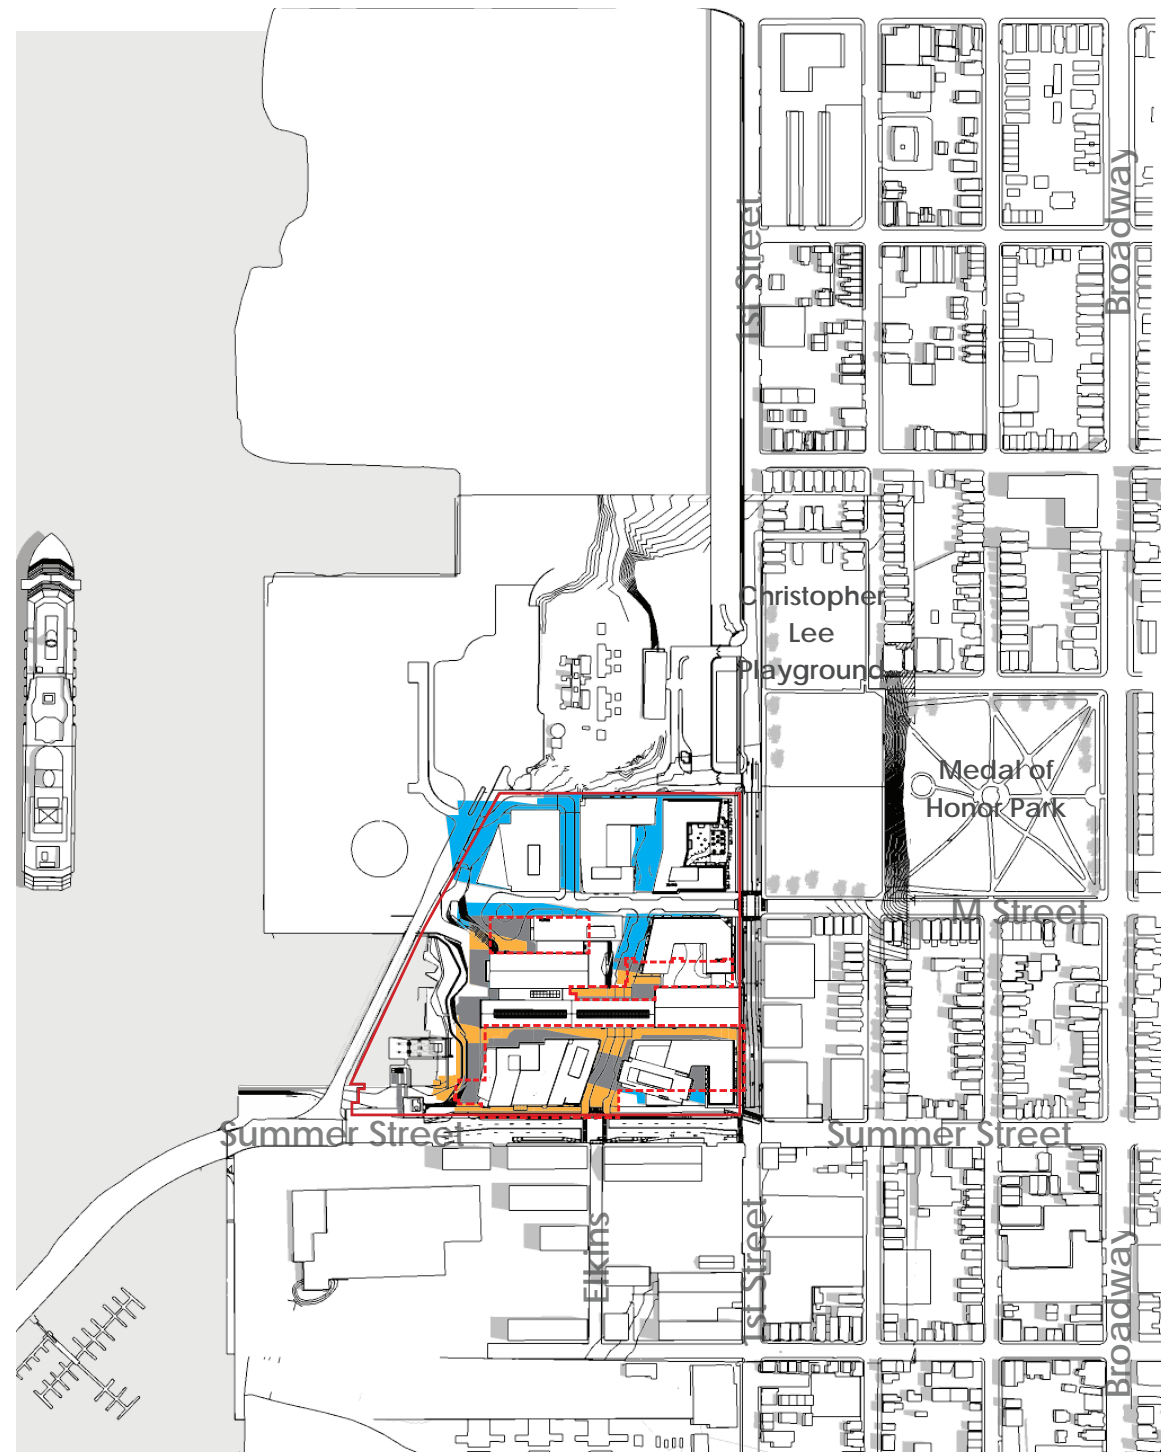 Broadway
1st Street
Christopher
Lee
Playground
Medal of
Honor Park
M Street
Summer Street
Summer Street
Elkins
1st Street
Broadway